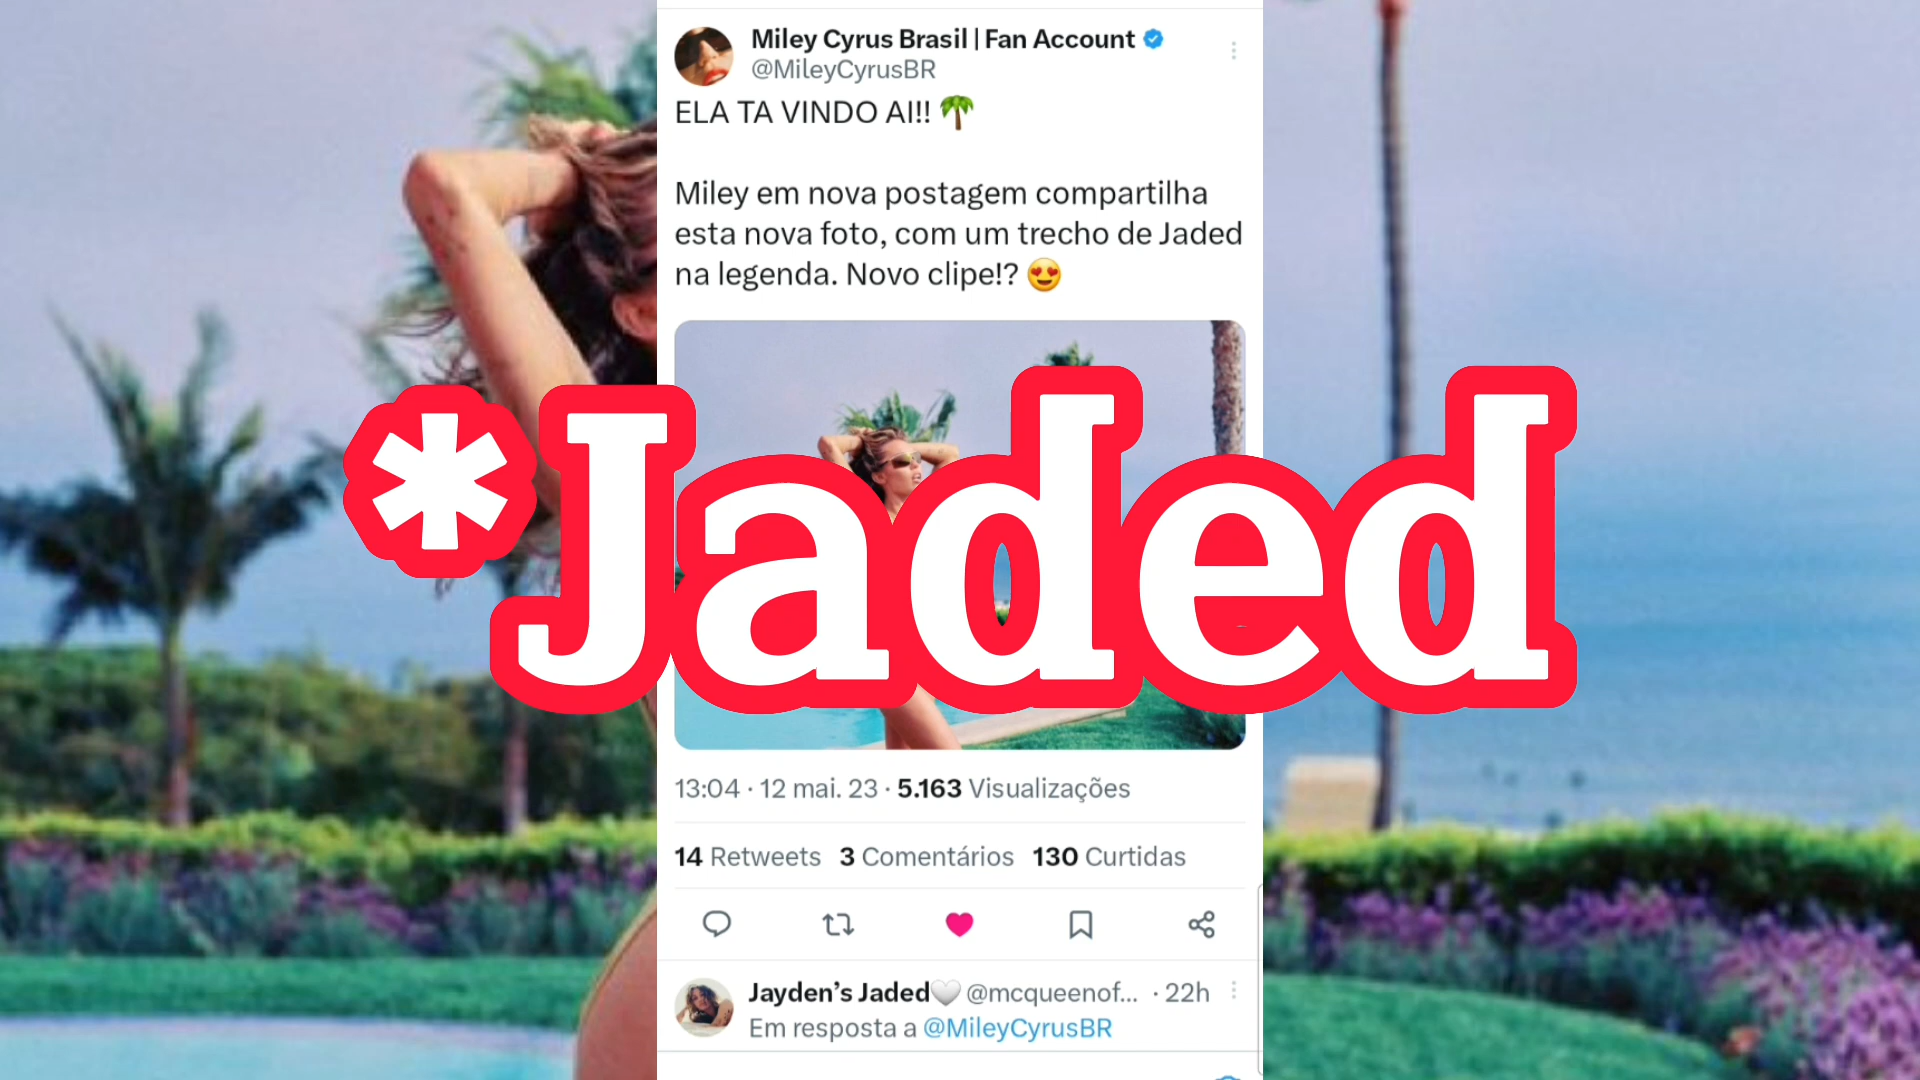 Miley Cyrus Brasil | Fan Account
@MileyCyrusBR
ELA TA VINDO AI!! 🌴
Miley em nova postagem compartilha
esta nova foto, com um trecho de Jaded
na legenda. Novo clipe!? 😍
*Jaded
13:04 · 12 mai. 23 · 5.163 Visualizações
14 Retweets 3 Comentários 130 Curtidas
Jayden’s Jaded🤍 @mcqueenof... · 22h
Em resposta a @MileyCyrusBR